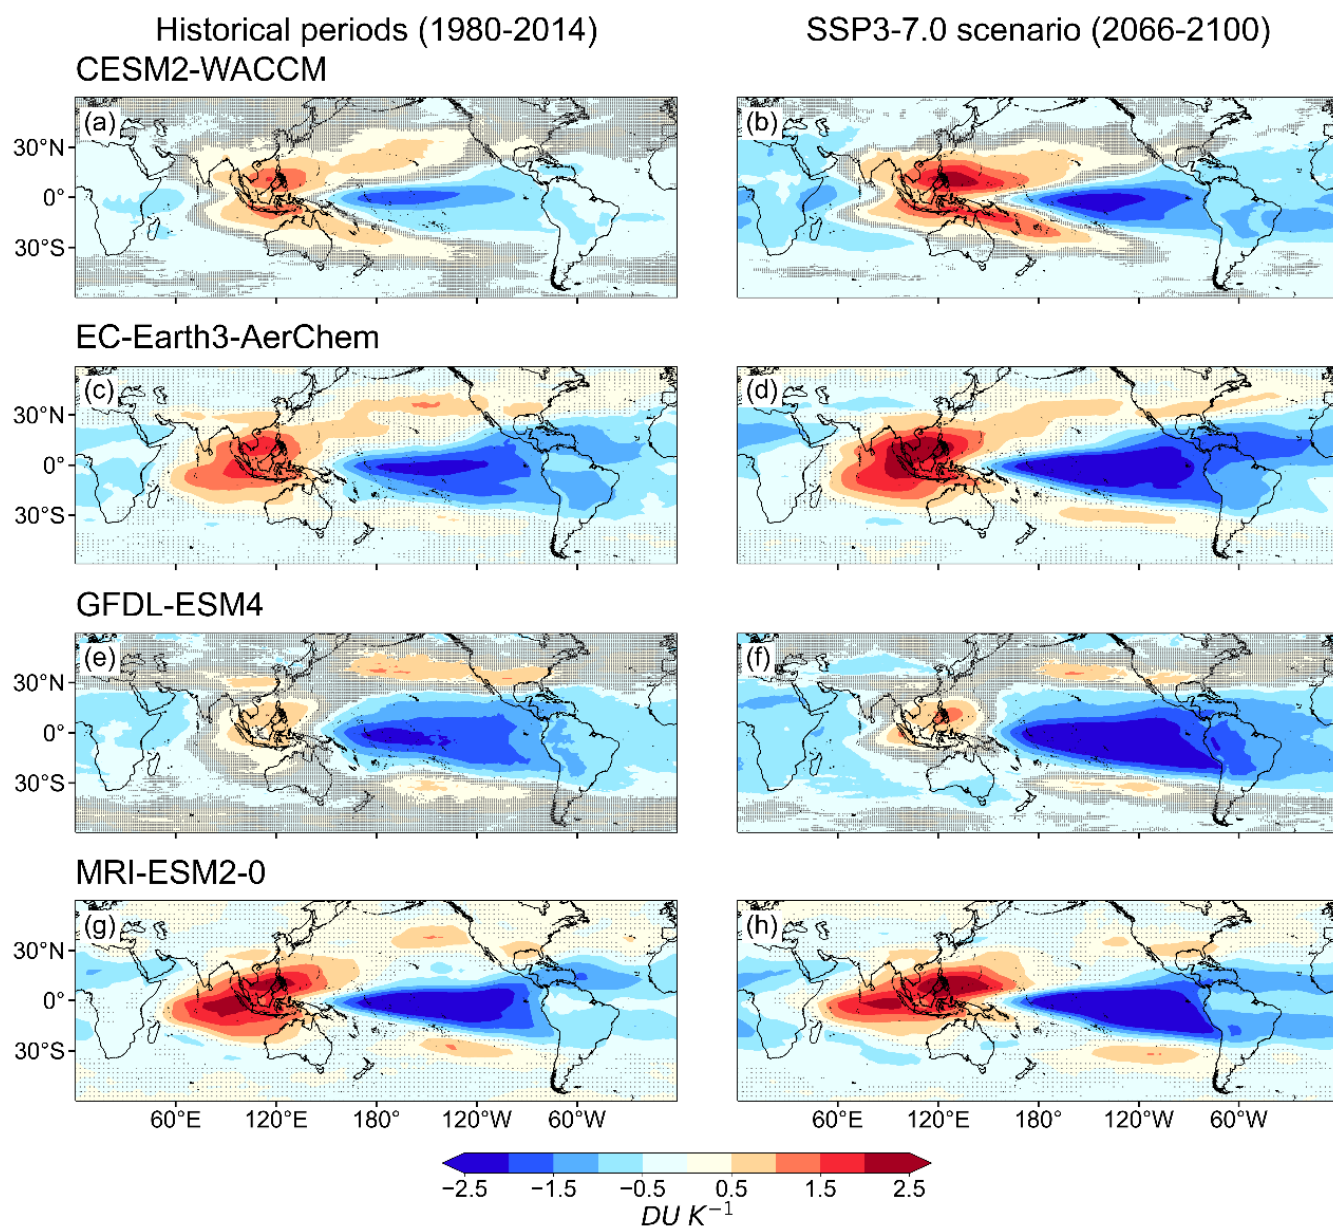 Historical periods (1980-2014) SSP3-7.0 scenario (2066-2100)
CESM2-WACCM
(a) (b)
30°N
0°
30°S
EC-Earth3-AerChem
(c) (d)
30°N
0°
30°S
GFDL-ESM4
(e) (f)
30°N
0°
30°S
MRI-ESM2-0
(g) (h)
30°N
0°
30°S
60°E 120°E 180° 120°W 60°W 60°E 120°E 180° 120°W 60°W
−2.5 −1.5 −0.5 0.5 1.5 2.5
DU K⁻¹